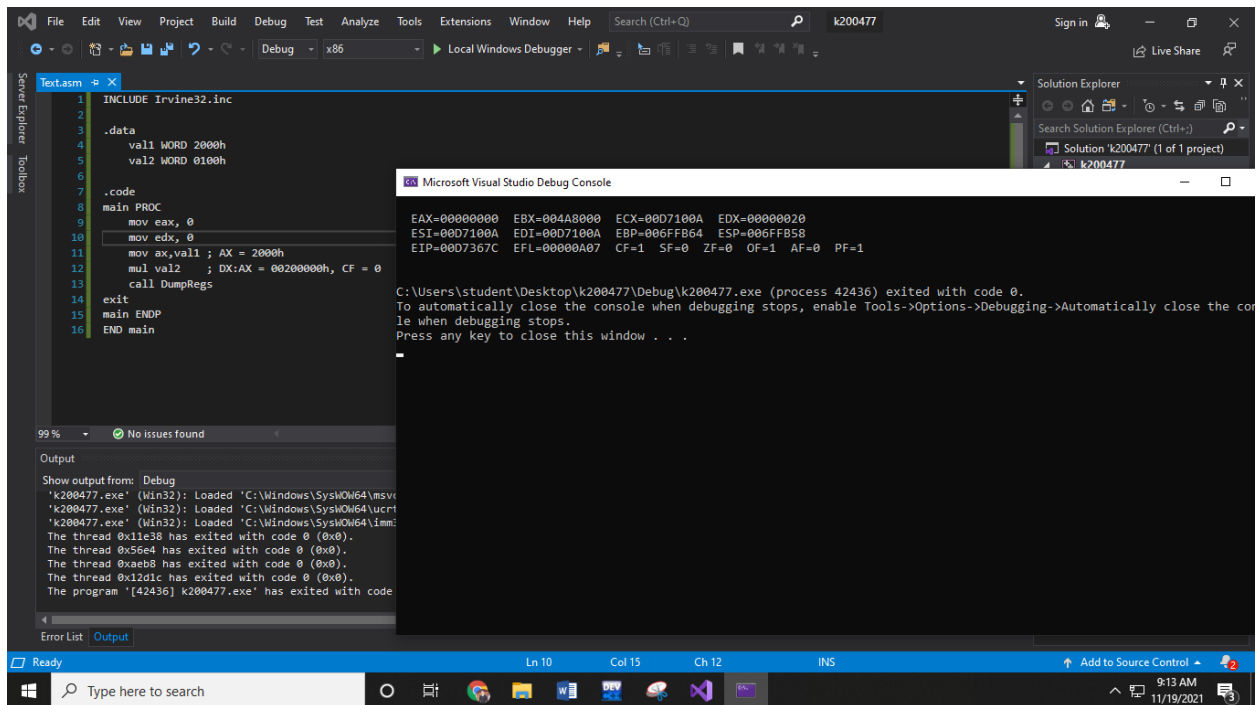 File Edit View Project Build Debug Test Analyze Tools Extensions Window Help Search (Ctrl+Q) k200477 Sign in
Debug x86 Local Windows Debugger Live Share
Server Explorer
Toolbox
Text.asm
1 INCLUDE Irvine32.inc
2
3 .data
4 val1 WORD 2000h
5 val2 WORD 0100h
6
7 .code
8 main PROC
9 mov eax, 0
10 mov edx, 0
11 mov ax,val1 ; AX = 2000h
12 mul val2 ; DX:AX = 00200000h, CF = 0
13 call DumpRegs
14 exit
15 main ENDP
16 END main
99 % No issues found
Solution Explorer
Search Solution Explorer (Ctrl+;)
Solution 'k200477' (1 of 1 project)
k200477
Microsoft Visual Studio Debug Console
EAX=00000000 EBX=004A8000 ECX=00D7100A EDX=00000020
ESI=00D7100A EDI=00D7100A EBP=006FFB64 ESP=006FFB58
EIP=00D7367C EFL=00000A07 CF=1 SF=0 ZF=0 OF=1 AF=0 PF=1
C:\Users\student\Desktop\k200477\Debug\k200477.exe (process 42436) exited with code 0.
To automatically close the console when debugging stops, enable Tools->Options->Debugging->Automatically close the con
le when debugging stops.
Press any key to close this window . . .
Output
Show output from: Debug
'k200477.exe' (Win32): Loaded 'C:\Windows\SysWOW64\msvc
'k200477.exe' (Win32): Loaded 'C:\Windows\SysWOW64\ucrt
'k200477.exe' (Win32): Loaded 'C:\Windows\SysWOW64\imm3
The thread 0x11e38 has exited with code 0 (0x0).
The thread 0x56e4 has exited with code 0 (0x0).
The thread 0xaeb8 has exited with code 0 (0x0).
The thread 0x12d1c has exited with code 0 (0x0).
The program '[42436] k200477.exe' has exited with code
Error List Output
Ready Ln 10 Col 15 Ch 12 INS Add to Source Control 2
Type here to search
DEV
9:13 AM
11/19/2021
3